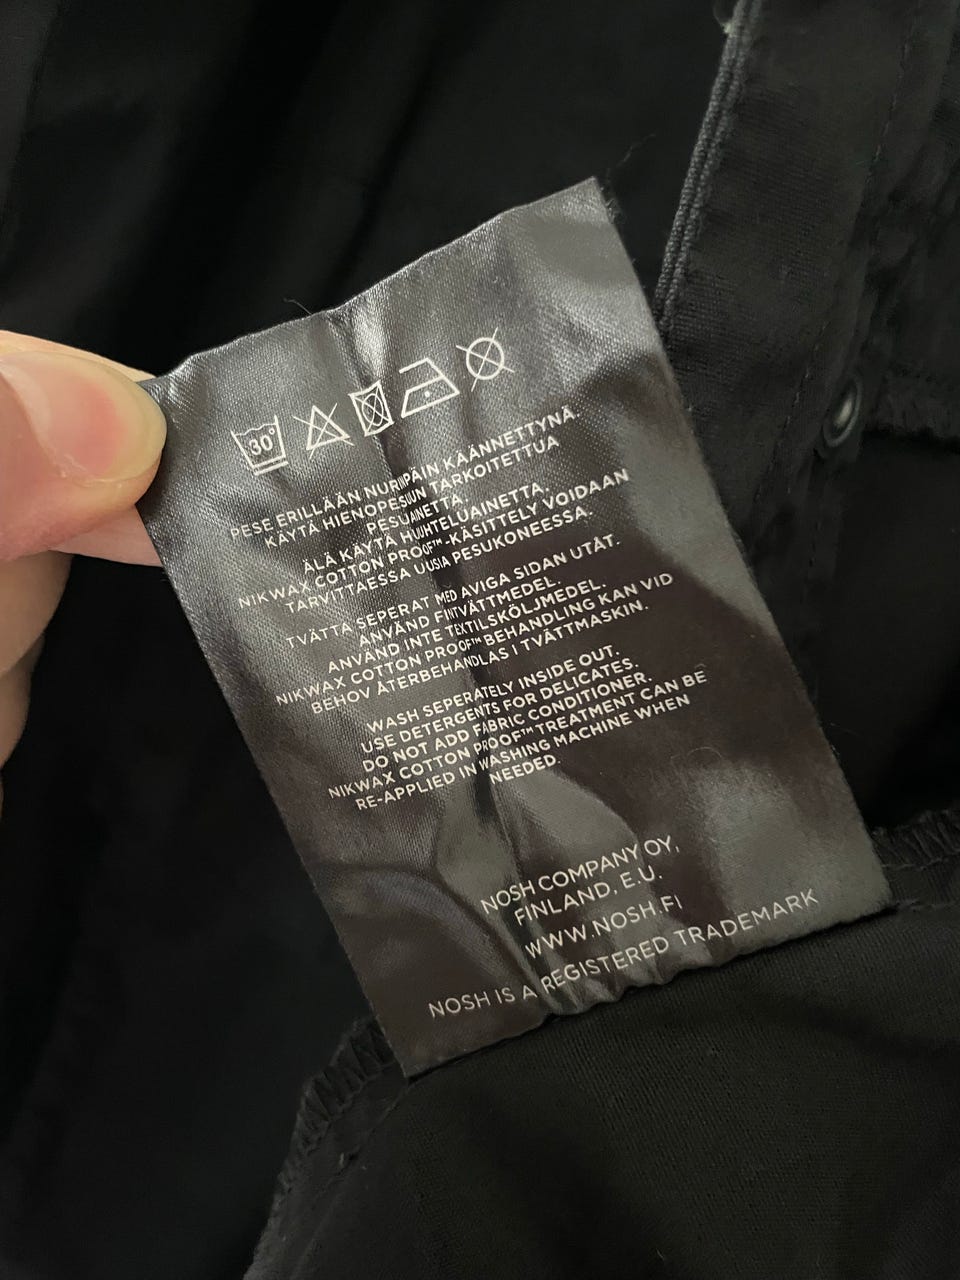 30°
PESE ERILLÄÄN NURINPÄIN KÄÄNNETTYNÄ.
KÄYTÄ HIENOPESUUN TARKOITETTUA
PESUAINETTA.
ÄLÄ KÄYTÄ HUUHTELUAINETTA.
NIKWAX COTTON PROOF™-KÄSITTELY VOIDAAN
TARVITTAESSA UUSIA PESUKONEESSA.
TVÄTTA SEPERAT MED AVIGA SIDAN UTÅT.
ANVÄND FINTVÄTTMEDEL.
ANVÄND INTE TEXTILSKÖLJMEDEL.
NIKWAX COTTON PROOF™ BEHANDLING KAN VID
BEHOV ÅTERBEHANDLAS I TVÄTTMASKIN.
WASH SEPERATELY INSIDE OUT.
USE DETERGENTS FOR DELICATES.
DO NOT ADD FABRIC CONDITIONER.
NIKWAX COTTON PROOF™ TREATMENT CAN BE
RE-APPLIED IN WASHING MACHINE WHEN
NEEDED.
NOSH COMPANY OY,
FINLAND, E.U.
WWW.NOSH.FI
NOSH IS A REGISTERED TRADEMARK